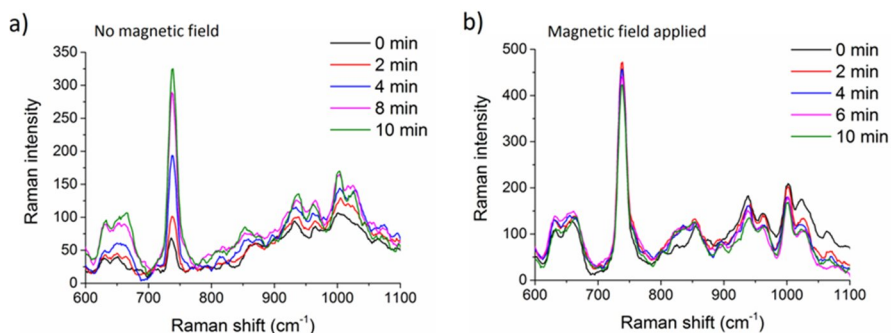 a)
No magnetic field
350
300
250
200
150
100
50
0
Raman intensity
600 700 800 900 1000 1100
Raman shift (cm-1)
0 min
2 min
4 min
8 min
10 min
b)
Magnetic field applied
500
400
300
200
100
0
Raman intensity
600 700 800 900 1000 1100
Raman shift (cm-1)
0 min
2 min
4 min
6 min
10 min